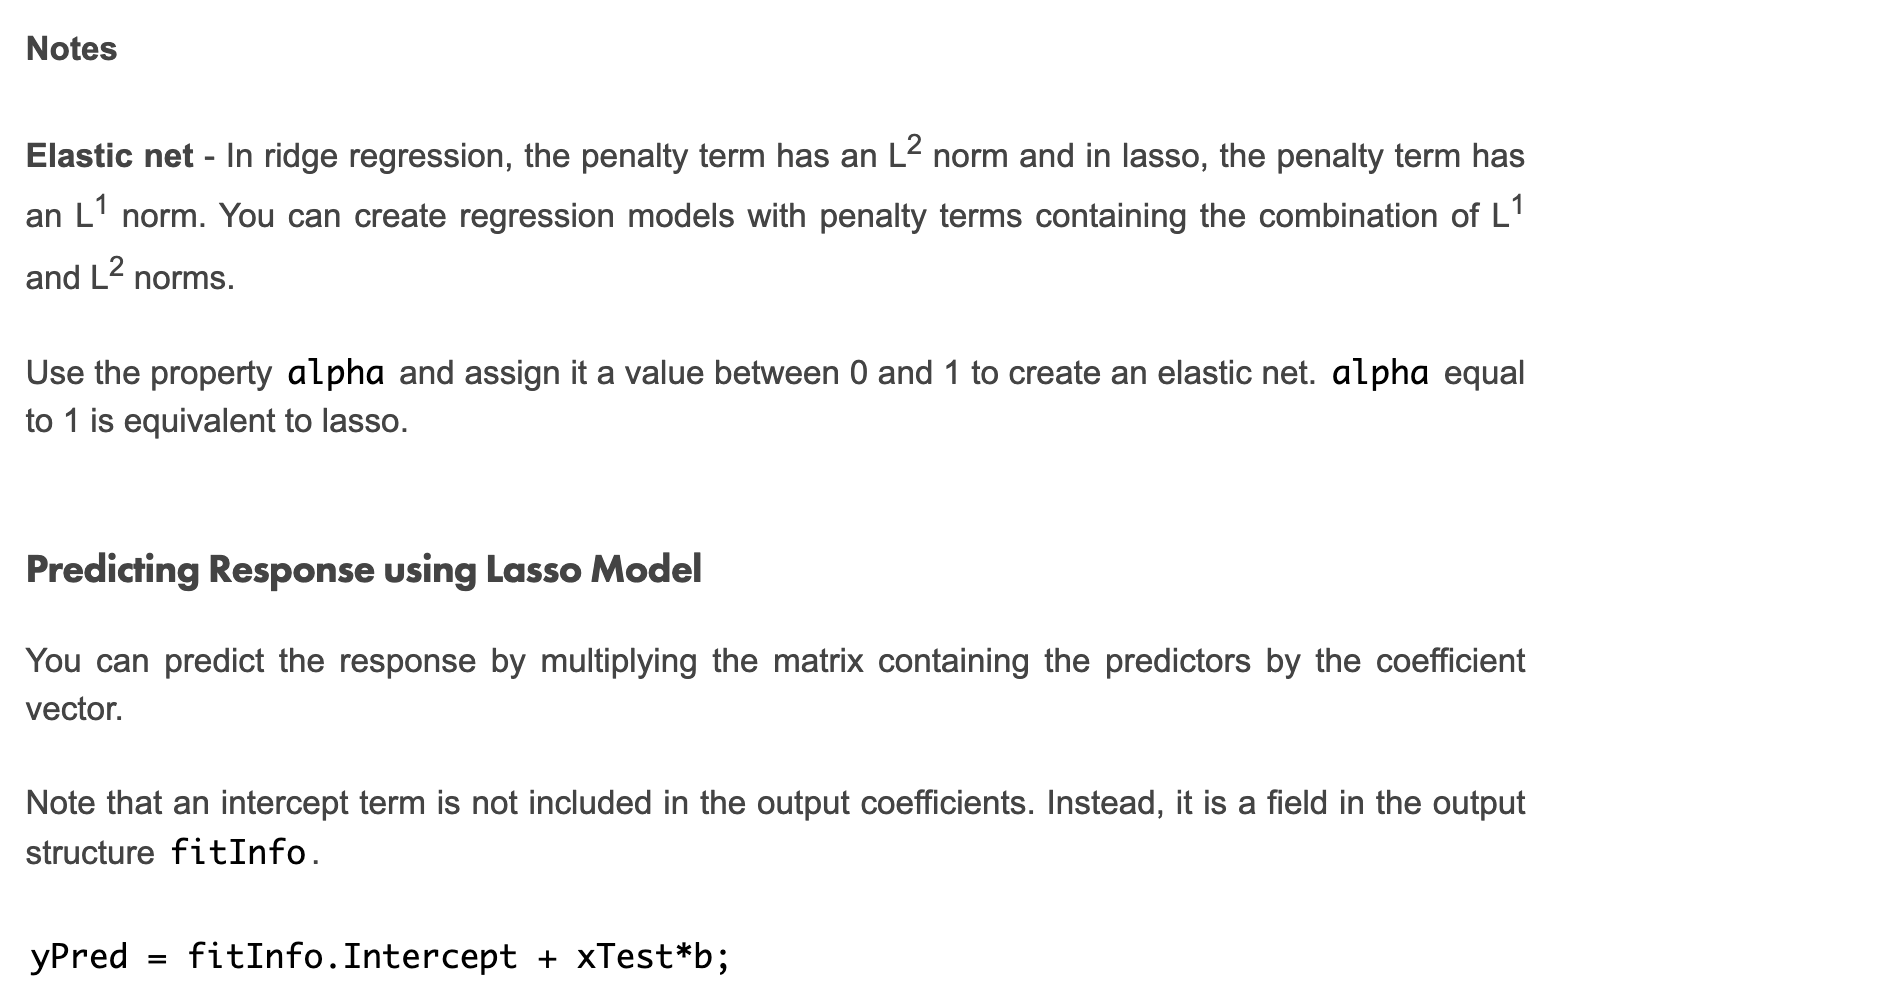 Notes
Elastic net - In ridge regression, the penalty term has an L² norm and in lasso, the penalty term has
an L¹ norm. You can create regression models with penalty terms containing the combination of L¹
and L² norms.
Use the property alpha and assign it a value between 0 and 1 to create an elastic net. alpha equal
to 1 is equivalent to lasso.
Predicting Response using Lasso Model
You can predict the response by multiplying the matrix containing the predictors by the coefficient
vector.
Note that an intercept term is not included in the output coefficients. Instead, it is a field in the output
structure fitInfo.
yPred = fitInfo.Intercept + xTest*b;